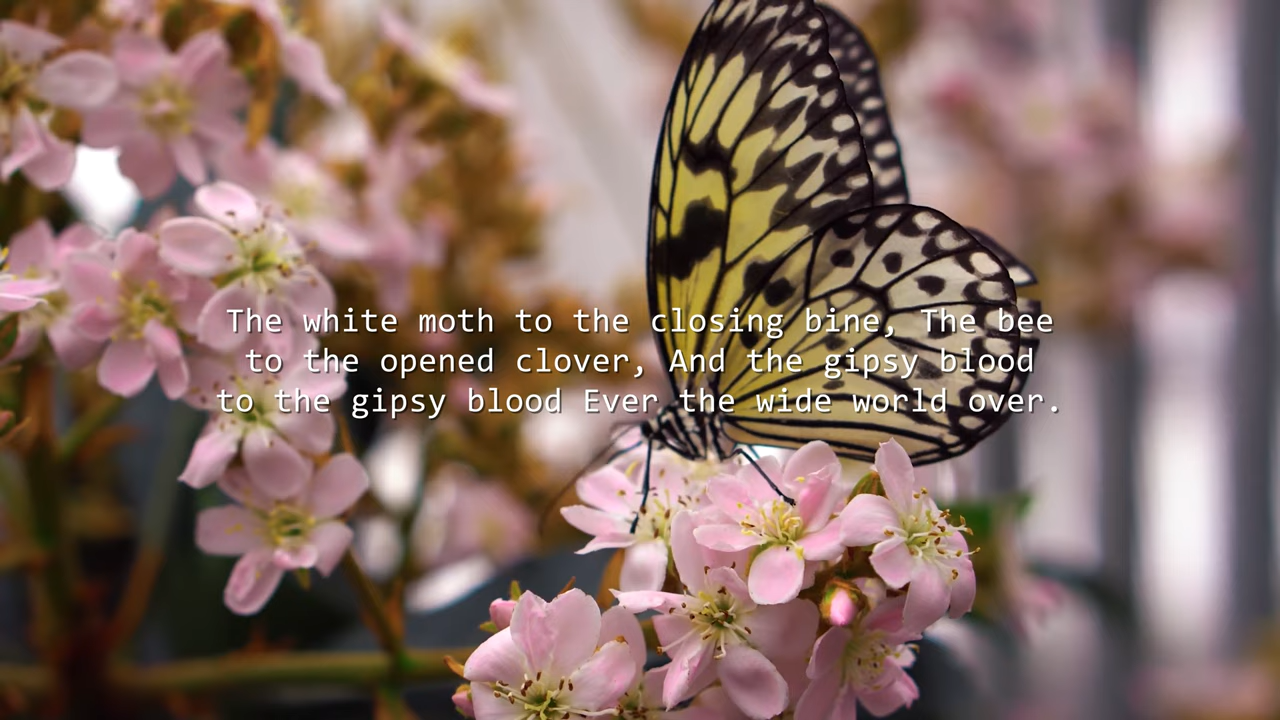 The white moth to the closing bine, The bee
to the opened clover, And the gipsy blood
to the gipsy blood Ever the wide world over.